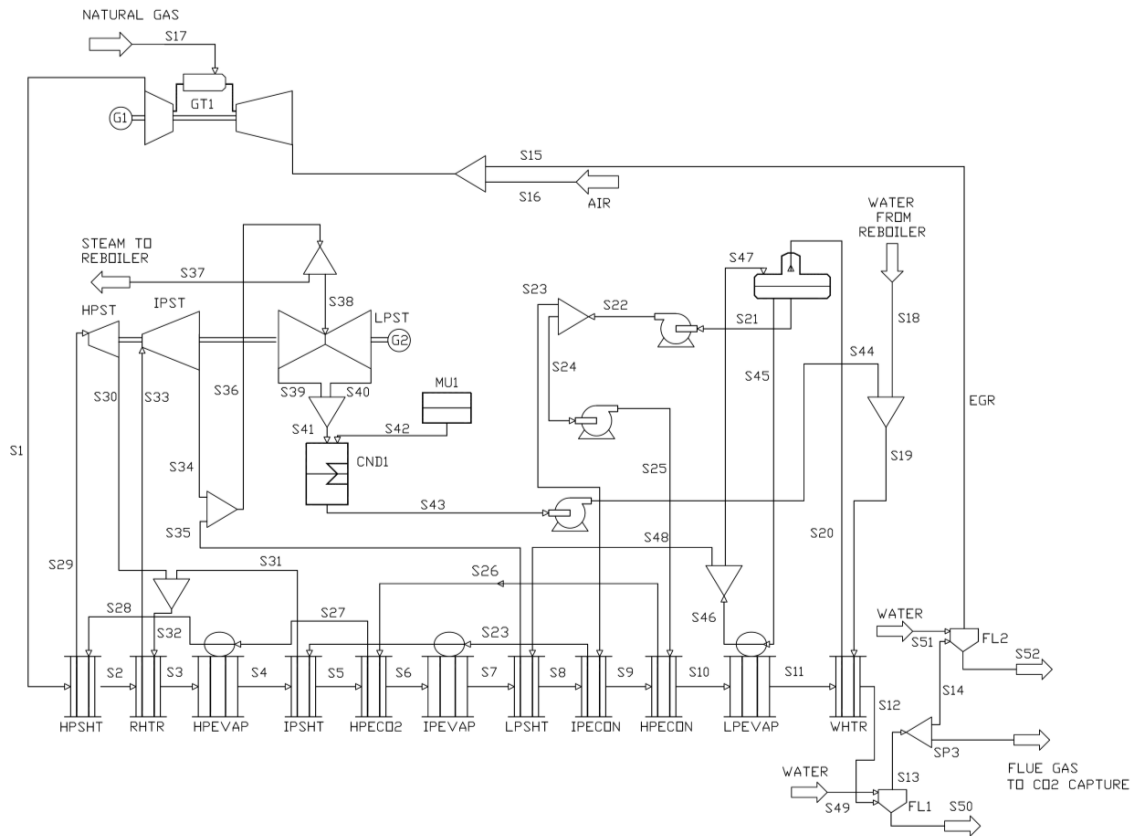 NATURAL GAS
S17
GT1
G1
S15
S16
AIR
WATER
FROM
REBOILER
STEAM TO
REBOILER
S37
S47
HPST
IPST
S38
LPST
G2
S23
S22
S21
S18
S44
S30
S33
S36
S39
S40
MU1
S24
S45
EGR
S1
S41
S42
CND1
S25
S19
S34
S43
S35
S48
S20
S29
S31
S26
S28
S27
S32
S23
S46
WATER
S51
FL2
S52
S2
S3
S4
S5
S6
S7
S8
S9
S10
S11
S12
S14
HPSHT
RHTR
HPEVAP
IPSHT
HPECO2
IPEVAP
LPSHT
IPECON
HPECON
LPEVAP
WHTR
SP3
WATER
S13
FLUE GAS
TO CO2 CAPTURE
S49
FL1
S50